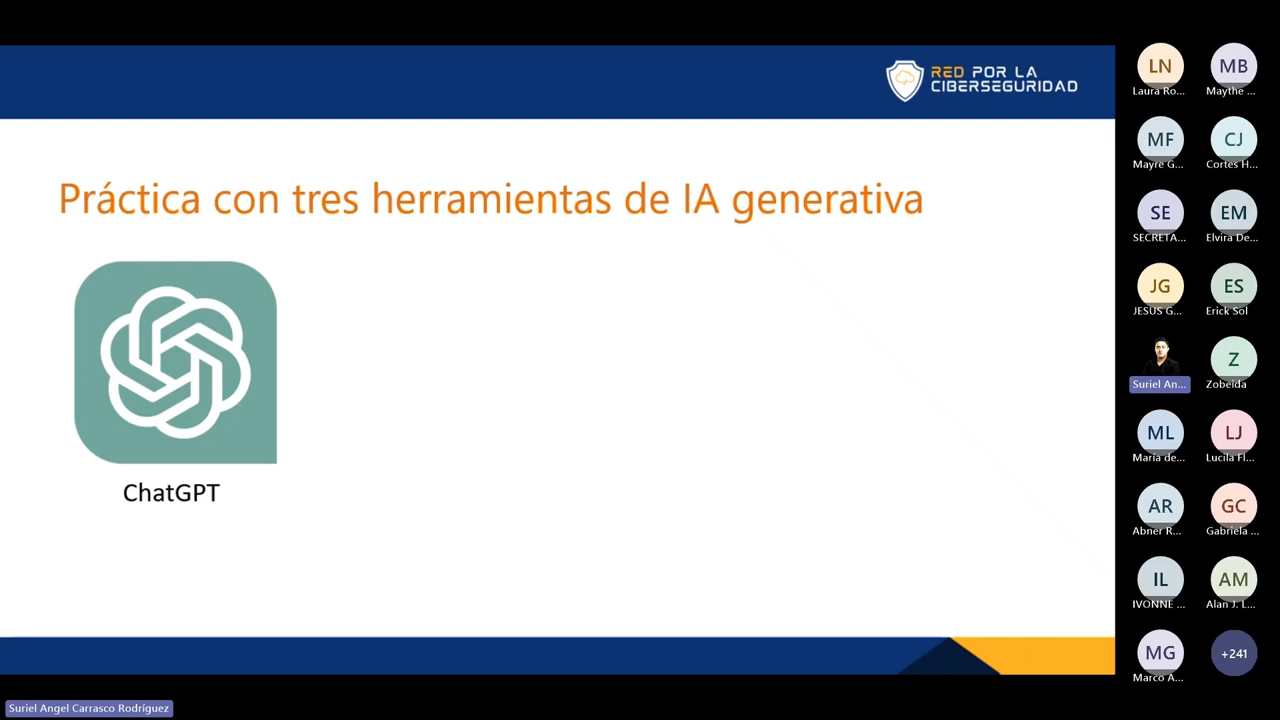 RED POR LA
CIBERSEGURIDAD
Práctica con tres herramientas de IA generativa
ChatGPT
LN
Laura Ro...
MB
Maythe ...
MF
Mayre G...
CJ
Cortes H...
SE
SECRETA...
EM
Elvira De...
JG
JESUS G...
ES
Erick Sol
Suriel An...
Z
Zobeida
ML
Maria de...
LJ
Lucila Fl...
AR
Abner R...
GC
Gabriela ...
IL
IVONNE ...
AM
Alan J. L...
MG
Marco A...
+241
Suriel Angel Carrasco Rodríguez